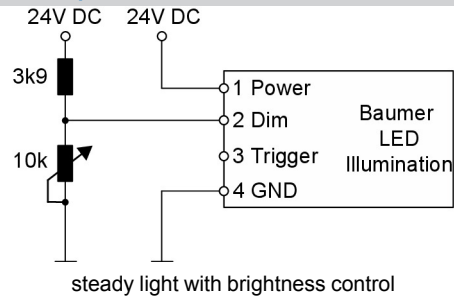 24V DC 24V DC
3k9
1 Power
2 Dim
10k
3 Trigger
4 GND
Baumer
LED
Illumination
steady light with brightness control